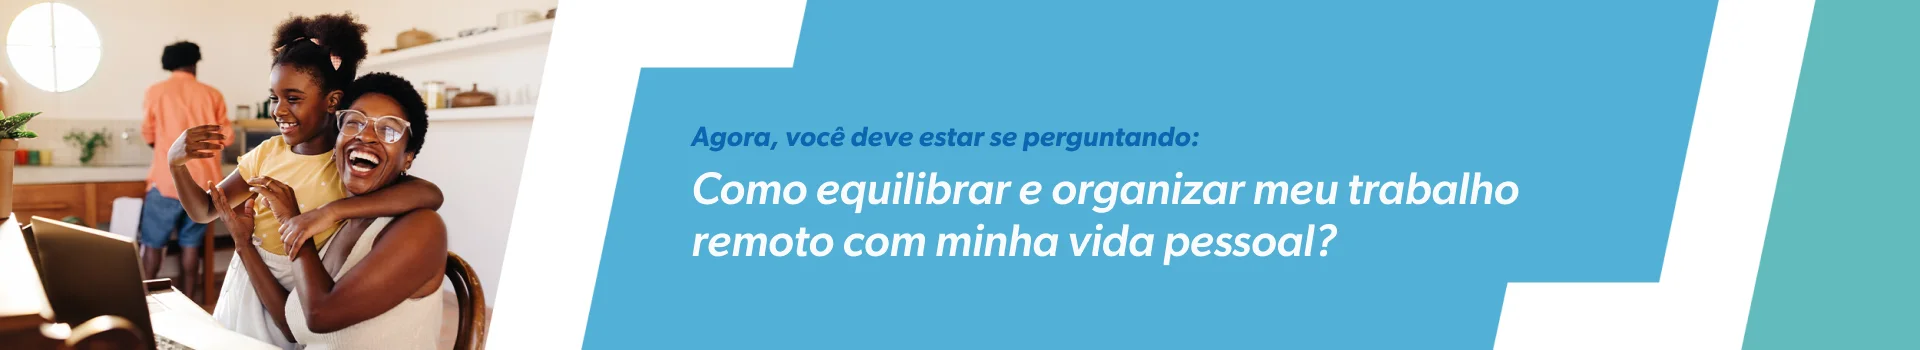 Agora, você deve estar se perguntando:
Como equilibrar e organizar meu trabalho
remoto com minha vida pessoal?